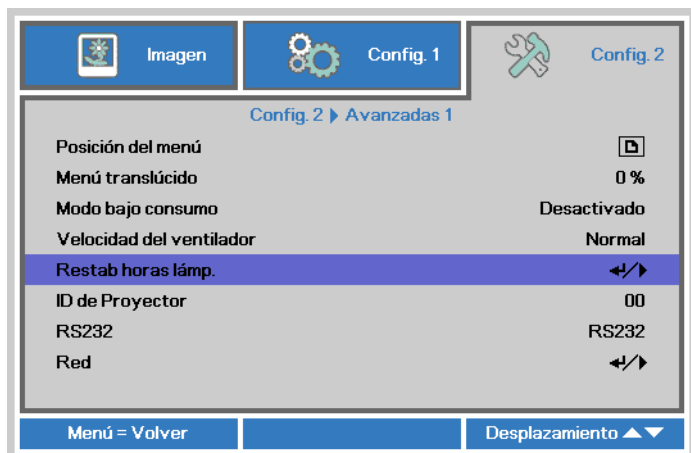 Imagen
Config. 1
Config. 2
Config. 2 Avanzadas 1
Posición del menú
Menú translúcido 0 %
Modo bajo consumo Desactivado
Velocidad del ventilador Normal
Restab horas lámp. ↵/▶
ID de Proyector 00
RS232 RS232
Red ↵/▶
Menú = Volver
Desplazamiento ▲▼